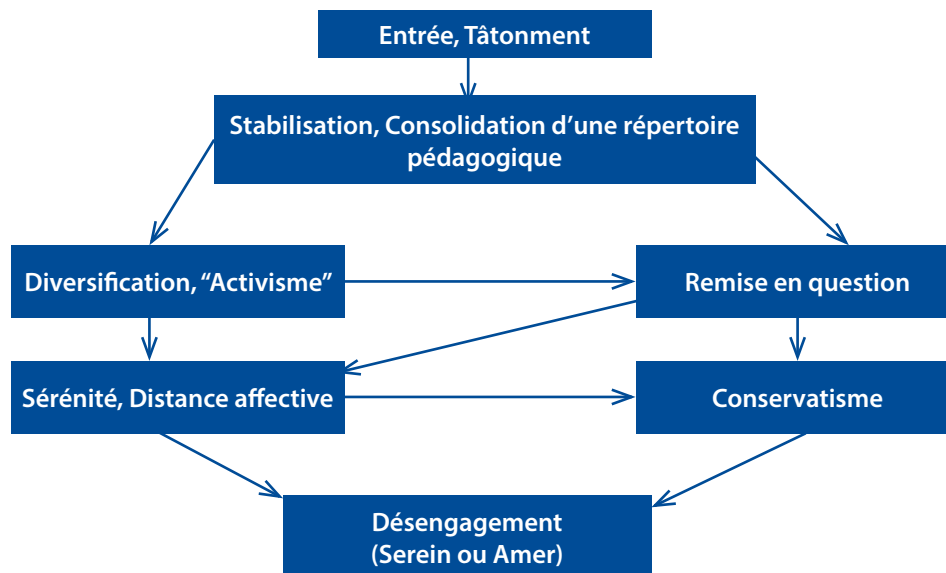 Entrée, Tâtonment
Stabilisation, Consolidation d’une répertoire
pédagogique
Diversification, “Activisme”
Remise en question
Sérénité, Distance affective
Conservatisme
Désengagement
(Serein ou Amer)